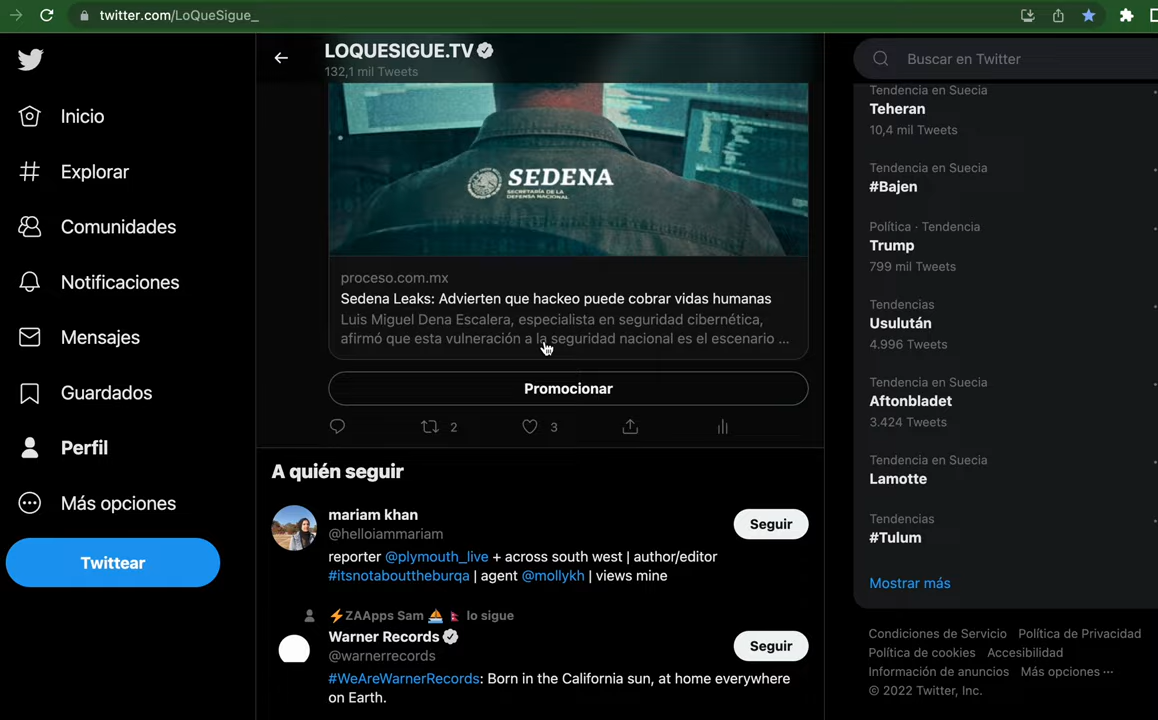 twitter.com/LoQueSigue_
Inicio
Explorar
Comunidades
Notificaciones
Mensajes
Guardados
Perfil
Más opciones
Twittear
LOQUESIGUE.TV
132,1 mil Tweets
SEDENA
SECRETARÍA DE LA
DEFENSA NACIONAL
proceso.com.mx
Sedena Leaks: Advierten que hackeo puede cobrar vidas humanas
Luis Miguel Dena Escalera, especialista en seguridad cibernética,
afirmó que esta vulneración a la seguridad nacional es el escenario ...
Promocionar
2
3
A quién seguir
mariam khan
@helloiammariam
Seguir
reporter @plymouth_live + across south west | author/editor
#itsnotabouttheburqa | agent @mollykh | views mine
⚡ZAApps Sam ⛵🇳🇵 lo sigue
Warner Records
@warnerrecords
Seguir
#WeAreWarnerRecords: Born in the California sun, at home everywhere
on Earth.
Buscar en Twitter
Tendencia en Suecia
Teheran
10,4 mil Tweets
Tendencia en Suecia
#Bajen
Política · Tendencia
Trump
799 mil Tweets
Tendencias
Usulután
4.996 Tweets
Tendencia en Suecia
Aftonbladet
3.424 Tweets
Tendencia en Suecia
Lamotte
Tendencias
#Tulum
Mostrar más
Condiciones de Servicio Política de Privacidad
Política de cookies Accesibilidad
Información de anuncios Más opciones ···
© 2022 Twitter, Inc.